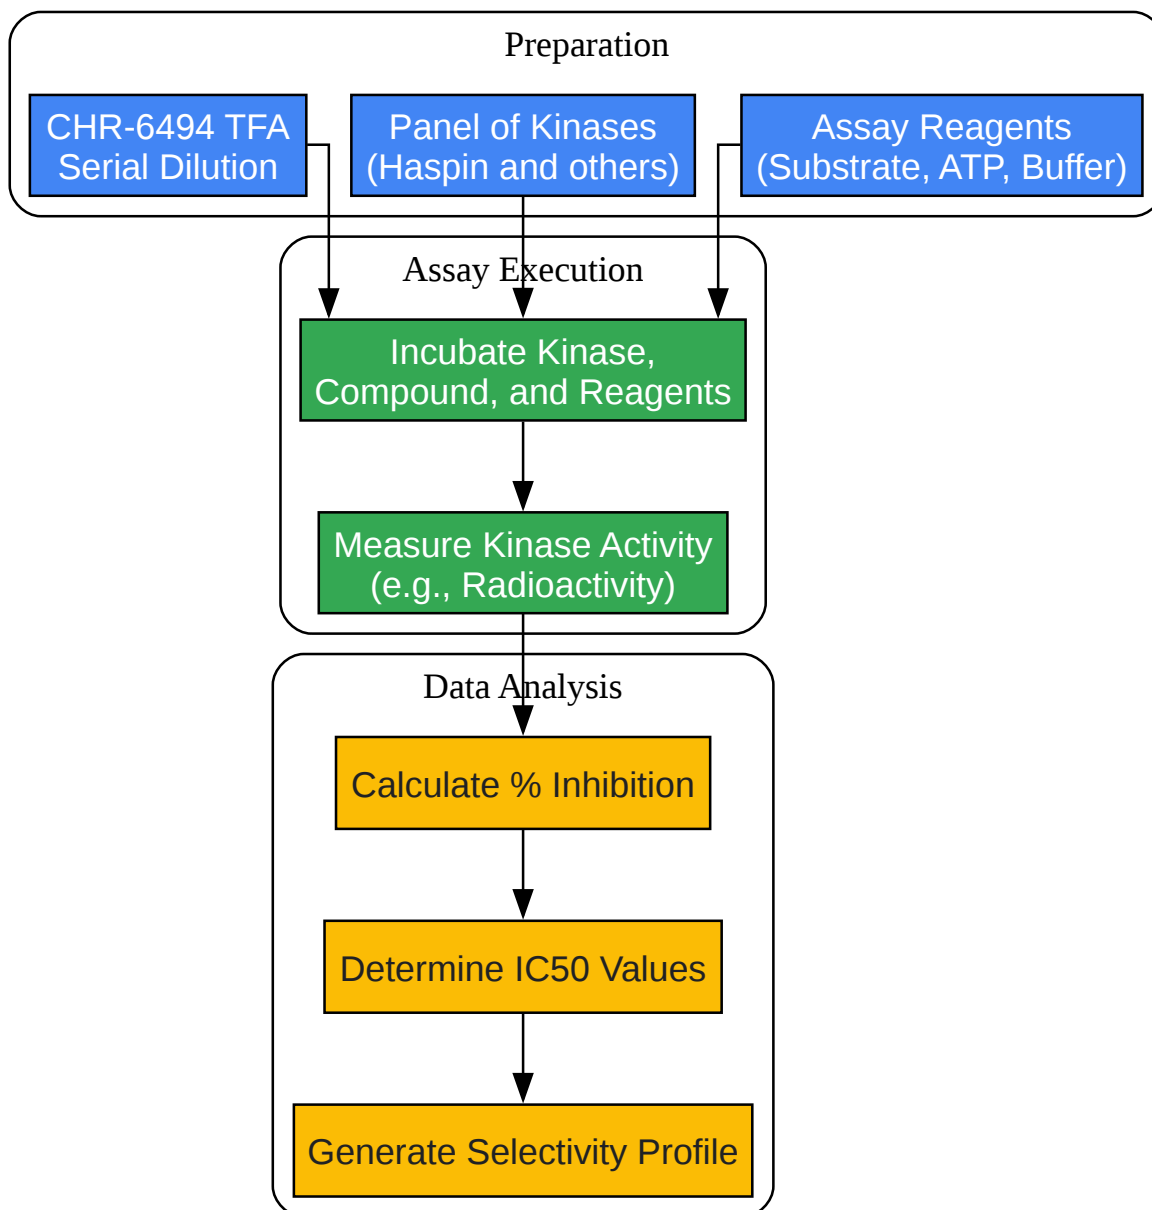 Preparation
CHR-6494 TFA
Serial Dilution
Panel of Kinases
(Haspin and others)
Assay Reagents
(Substrate, ATP, Buffer)
Assay Execution
Incubate Kinase,
Compound, and Reagents
Measure Kinase Activity
(e.g., Radioactivity)
Data Analysis
Calculate % Inhibition
Determine IC50 Values
Generate Selectivity Profile